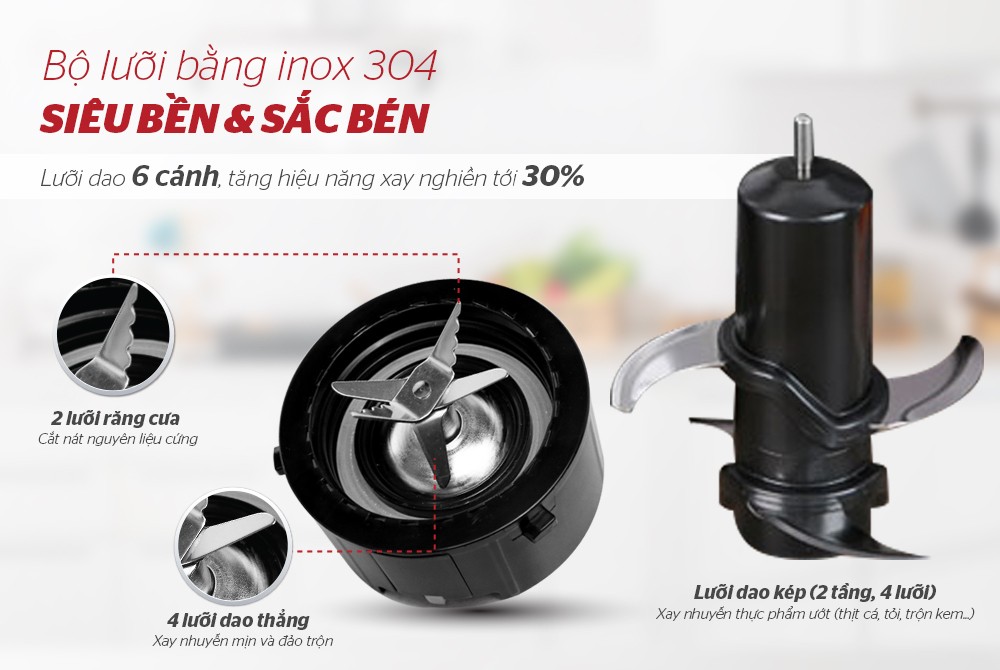 Bộ lưỡi bằng inox 304
SIÊU BỀN & SẮC BÉN
Lưỡi dao 6 cánh, tăng hiệu năng xay nghiền tới 30%
2 lưỡi răng cưa
Cắt nát nguyên liệu cứng
4 lưỡi dao thẳng
Xay nhuyễn mịn và đảo trộn
Lưỡi dao kép (2 tầng, 4 lưỡi)
Xay nhuyễn thực phẩm ướt (thịt cá, tỏi, trộn kem...)